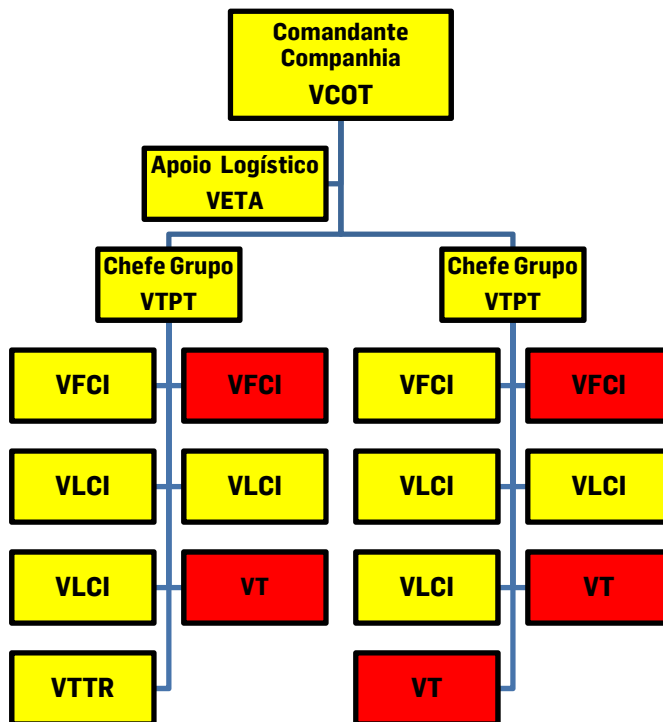 Comandante
Companhia
VCOT
Apoio Logístico
VETA
Chefe Grupo
VTPT
Chefe Grupo
VTPT
VFCI
VFCI
VFCI
VFCI
VLCI
VLCI
VLCI
VLCI
VLCI
VT
VLCI
VT
VTTR
VT